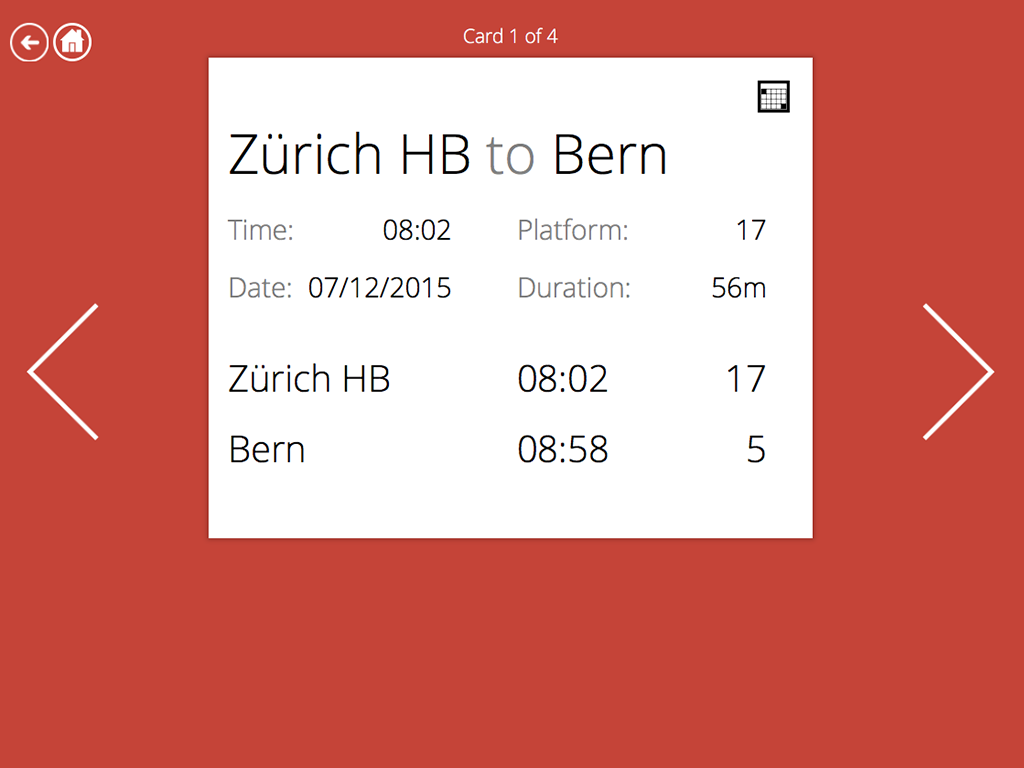 Card 1 of 4
Zürich HB to Bern
Time: 08:02 Platform: 17
Date: 07/12/2015 Duration: 56m
Zürich HB 08:02 17
Bern 08:58 5